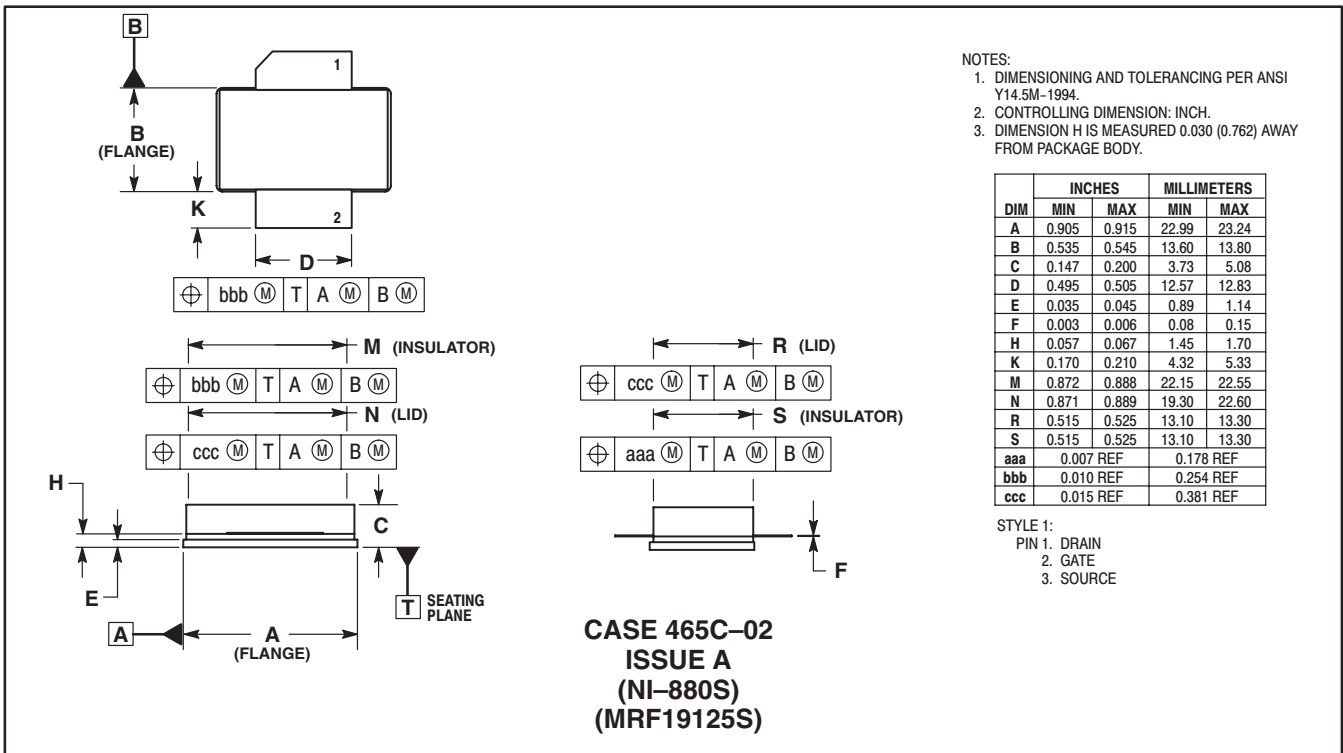 B
1
B
(FLANGE)
K
2
D
⌖ bbb Ⓜ T A Ⓜ B Ⓜ
M (INSULATOR)
⌖ bbb Ⓜ T A Ⓜ B Ⓜ
N (LID)
⌖ ccc Ⓜ T A Ⓜ B Ⓜ
H
C
E
T SEATING
PLANE
A
A
(FLANGE)
R (LID)
⌖ ccc Ⓜ T A Ⓜ B Ⓜ
S (INSULATOR)
⌖ aaa Ⓜ T A Ⓜ B Ⓜ
F
CASE 465C–02
ISSUE A
(NI–880S)
(MRF19125S)
NOTES:
1. DIMENSIONING AND TOLERANCING PER ANSI
Y14.5M–1994.
2. CONTROLLING DIMENSION: INCH.
3. DIMENSION H IS MEASURED 0.030 (0.762) AWAY
FROM PACKAGE BODY.
INCHES MILLIMETERS
DIM MIN MAX MIN MAX
A 0.905 0.915 22.99 23.24
B 0.535 0.545 13.60 13.80
C 0.147 0.200 3.73 5.08
D 0.495 0.505 12.57 12.83
E 0.035 0.045 0.89 1.14
F 0.003 0.006 0.08 0.15
H 0.057 0.067 1.45 1.70
K 0.170 0.210 4.32 5.33
M 0.872 0.888 22.15 22.55
N 0.871 0.889 19.30 22.60
R 0.515 0.525 13.10 13.30
S 0.515 0.525 13.10 13.30
aaa 0.007 REF 0.178 REF
bbb 0.010 REF 0.254 REF
ccc 0.015 REF 0.381 REF
STYLE 1:
PIN 1. DRAIN
2. GATE
3. SOURCE